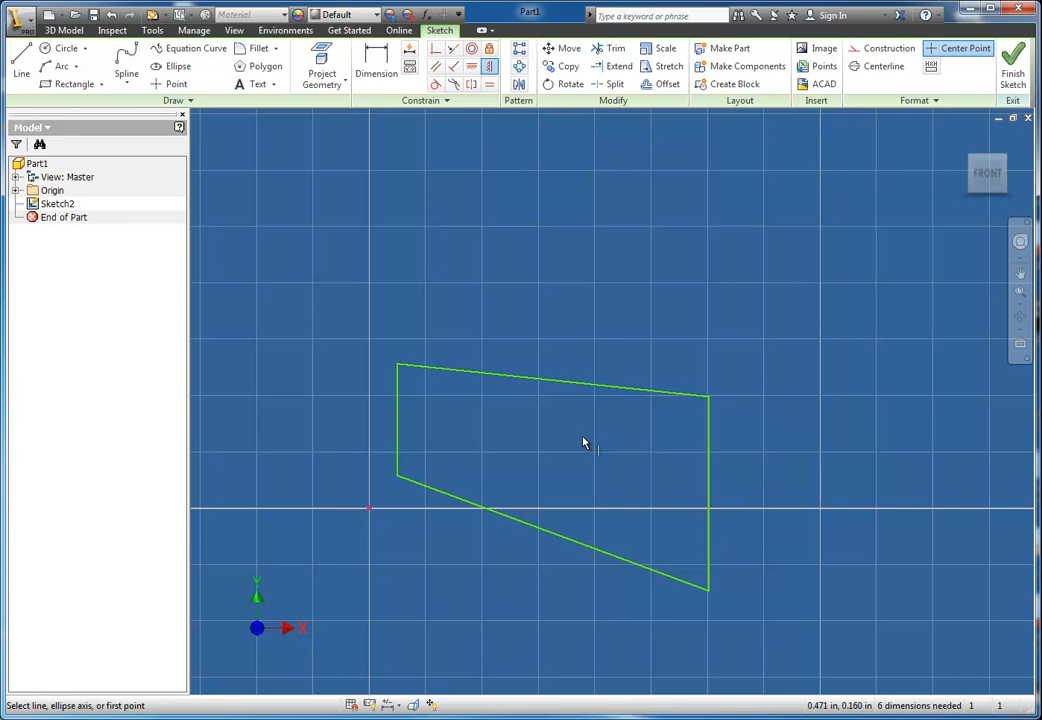 PRO
Material
Default
Part1
Type a keyword or phrase
Sign In
3D Model Inspect Tools Manage View Environments Get Started Online Sketch
Line
Circle
Arc
Rectangle
Spline
Equation Curve
Ellipse
Point
Fillet
Polygon
Text
Project
Geometry
Dimension
Move
Copy
Rotate
Trim
Extend
Split
Scale
Stretch
Offset
Make Part
Make Components
Create Block
Image
Points
ACAD
Construction
Centerline
Center Point
Finish
Sketch
Draw Constrain Pattern Modify Layout Insert Format Exit
Model
Part1
View: Master
Origin
Sketch2
End of Part
FRONT
Y
X
Select line, ellipse axis, or first point
0.471 in, 0.160 in 6 dimensions needed 1 1